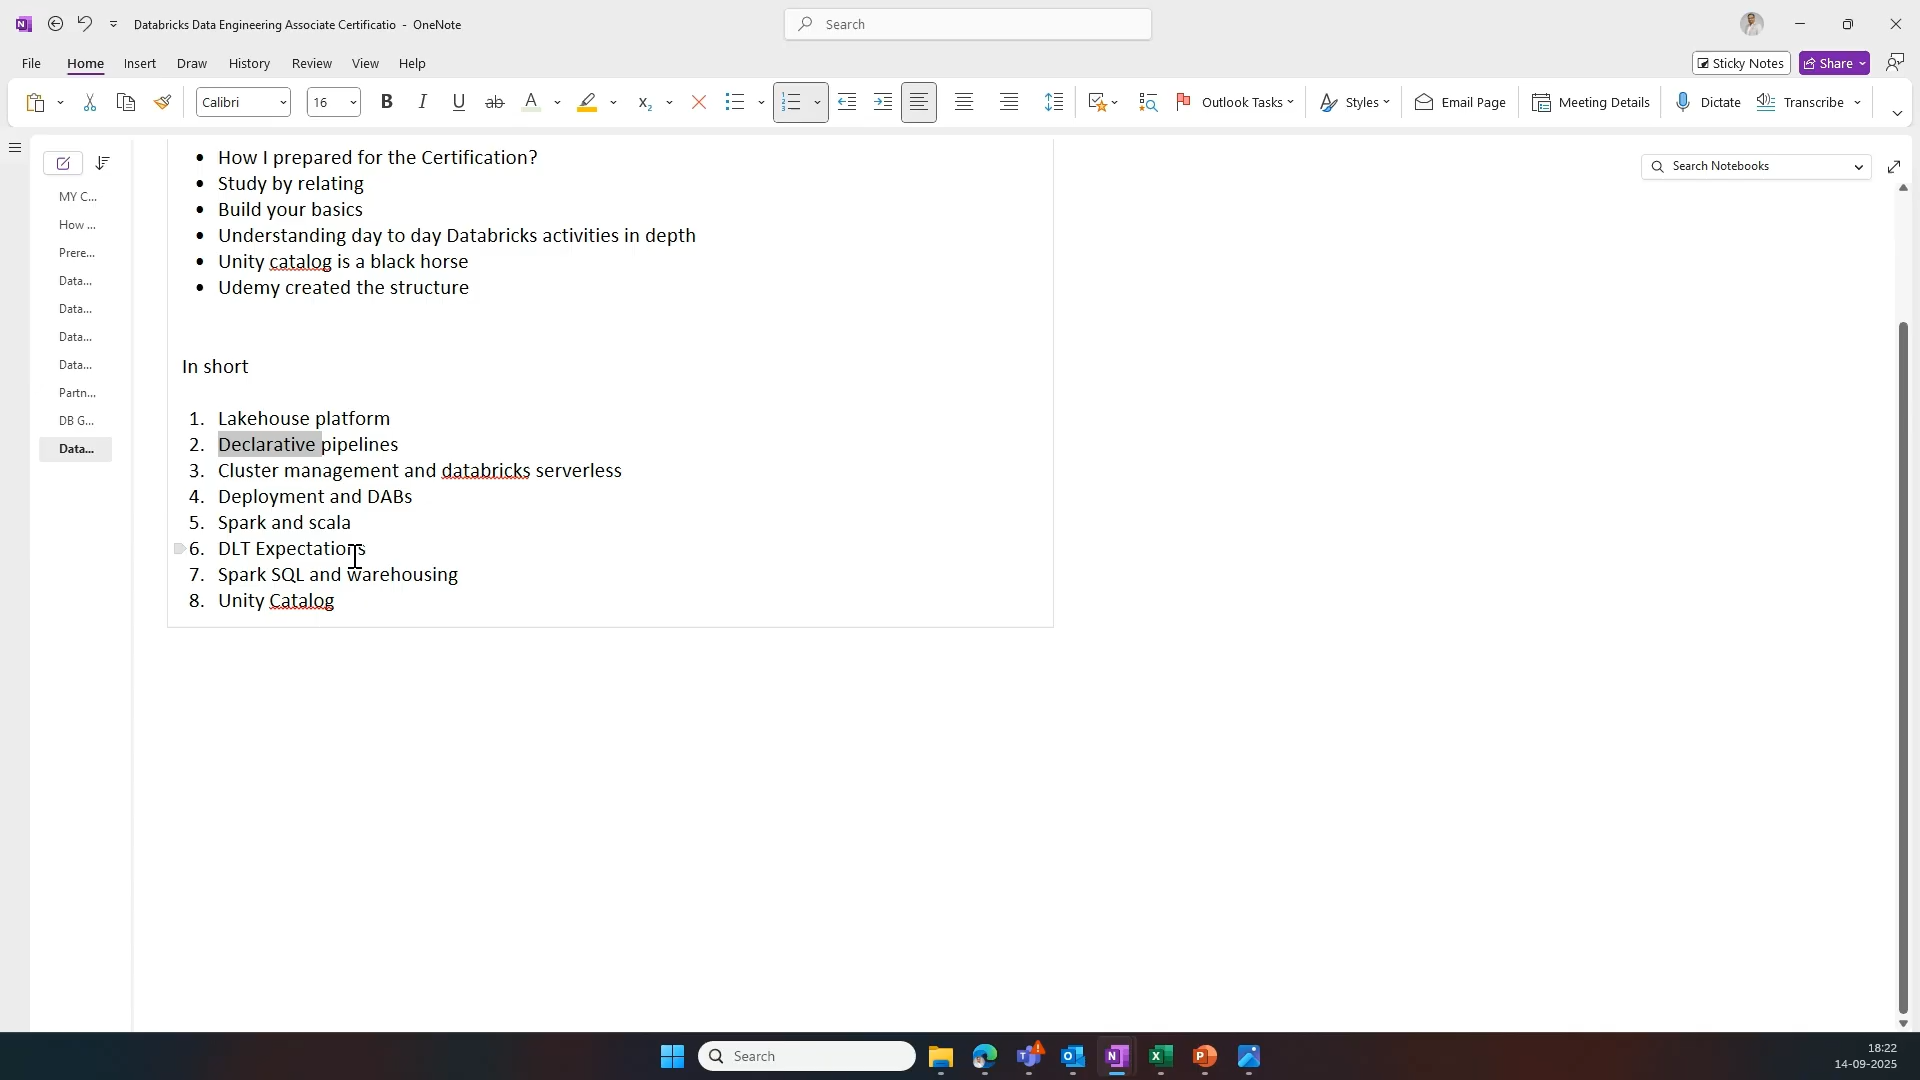 Databricks Data Engineering Associate Certificatio - OneNote
Search
File Home Insert Draw History Review View Help
Sticky Notes Share
Calibri 16 B I U ab A x₂ Outlook Tasks Styles Email Page Meeting Details Dictate Transcribe
Search Notebooks
MY C...
How ...
Prere...
Data...
Data...
Data...
Data...
Partn...
DB G...
Data...
• How I prepared for the Certification?
• Study by relating
• Build your basics
• Understanding day to day Databricks activities in depth
• Unity catalog is a black horse
• Udemy created the structure
In short
1. Lakehouse platform
2. Declarative pipelines
3. Cluster management and databricks serverless
4. Deployment and DABs
5. Spark and scala
6. DLT Expectations
7. Spark SQL and warehousing
8. Unity Catalog
Search
18:22
14-09-2025